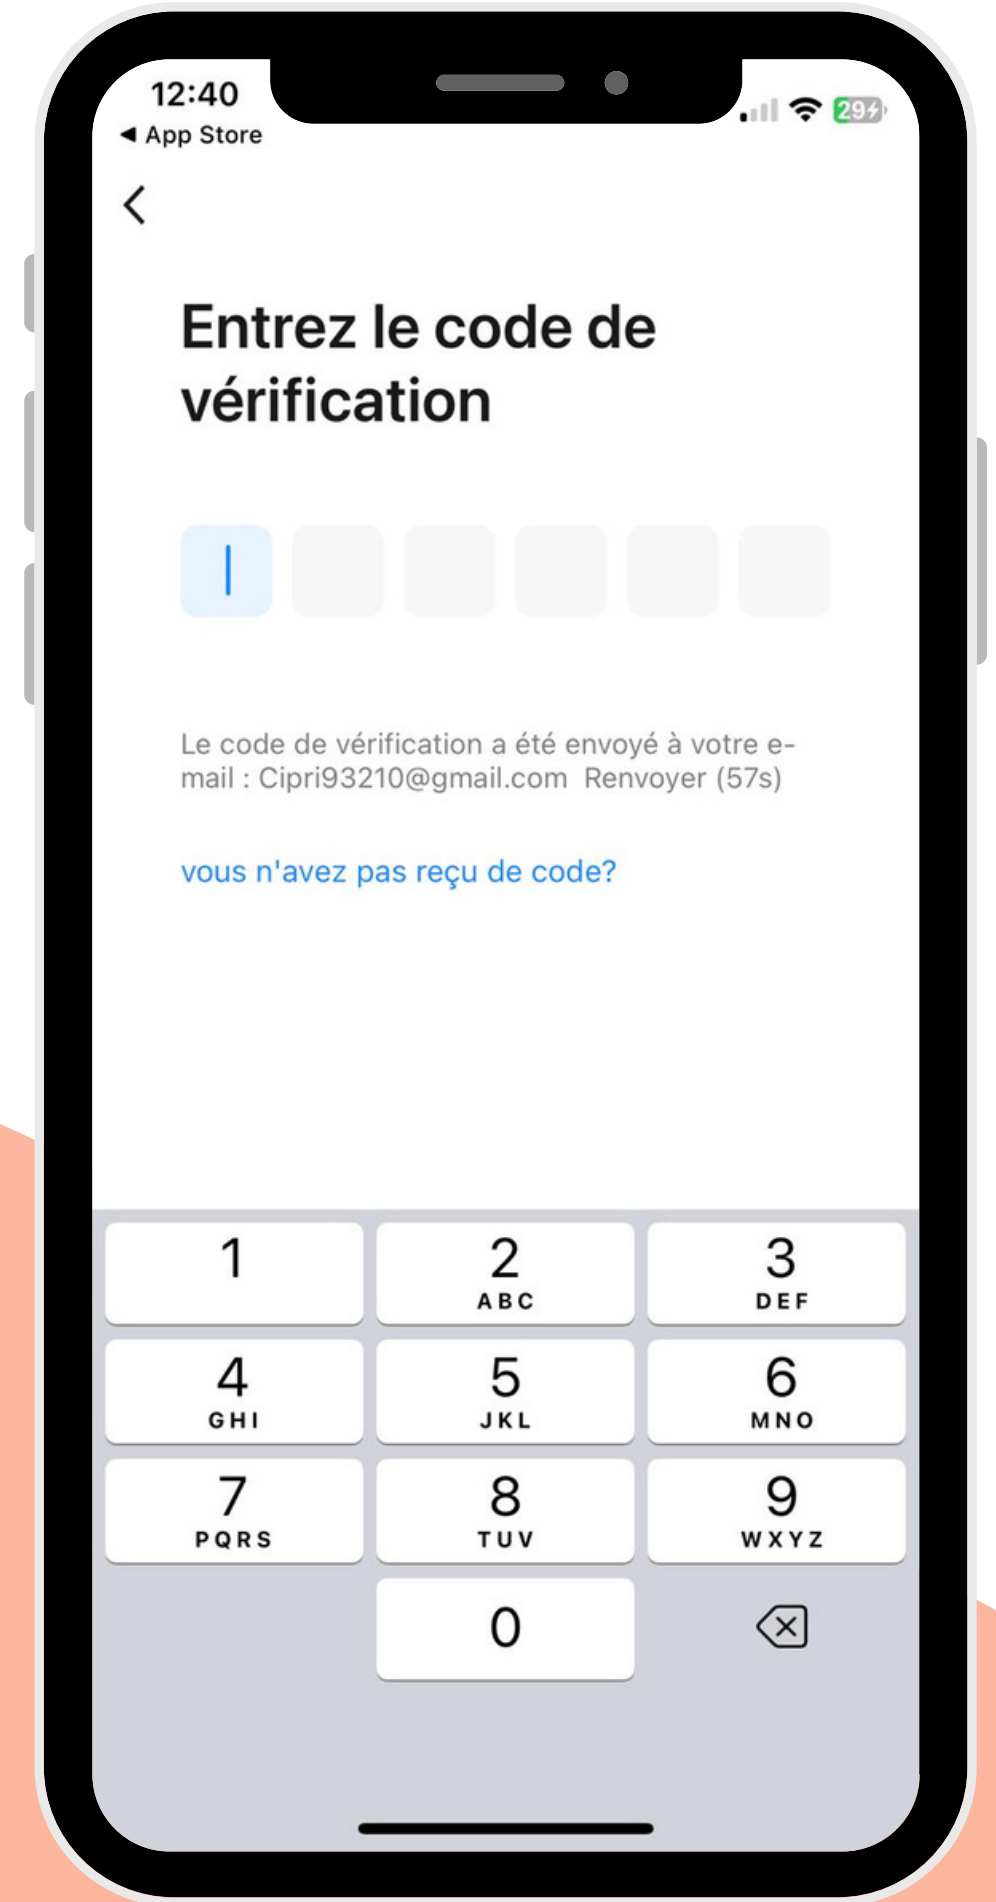 12:40
◀ App Store
29
Entrez le code de
vérification
Le code de vérification a été envoyé à votre e-
mail : Cipri93210@gmail.com  Renvoyer (57s)
vous n'avez pas reçu de code?
1
2
ABC
3
DEF
4
GHI
5
JKL
6
MNO
7
PQRS
8
TUV
9
WXYZ
0